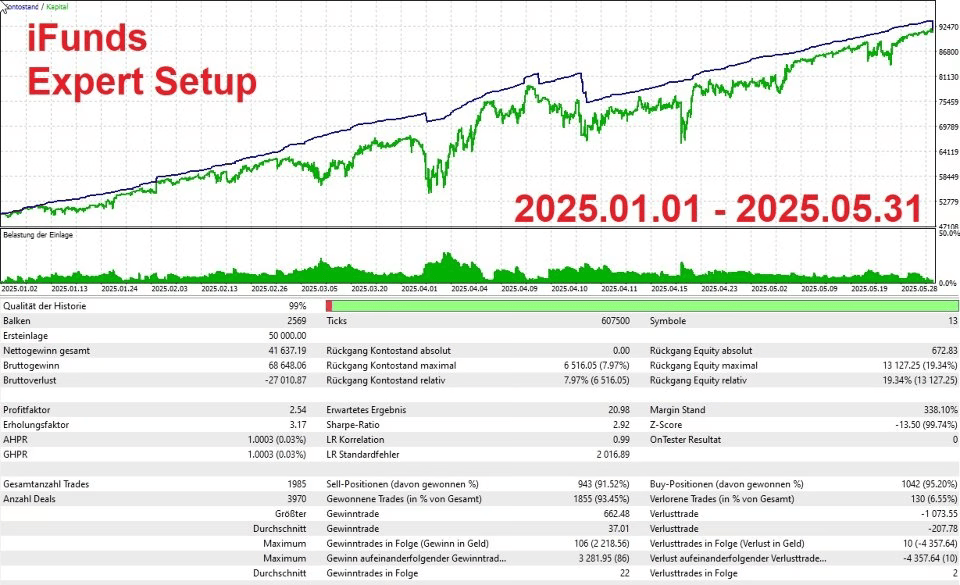 Kontostand / Kapital
iFunds
Expert Setup
2025.01.01 - 2025.05.31
92470
86800
81130
75459
69789
64119
58449
52779
47108
Belastung der Einlage
50.0%
0.0%
2025.01.02 2025.01.13 2025.01.24 2025.02.03 2025.02.13 2025.02.26 2025.03.10 2025.03.20 2025.04.01 2025.04.04 2025.04.09 2025.04.10 2025.04.11 2025.04.15 2025.04.23 2025.05.02 2025.05.09 2025.05.19 2025.05.28
Qualität der Historie 99%
Balken 2569 Ticks 607500 Symbole 13
Ersteinlage 50 000.00
Nettogewinn gesamt 41 637.19 Rückgang Kontostand absolut 0.00 Rückgang Equity absolut 672.83
Bruttogewinn 68 648.06 Rückgang Kontostand maximal 6 516.05 (7.97%) Rückgang Equity maximal 13 127.25 (19.34%)
Bruttoverlust -27 010.87 Rückgang Kontostand relativ 7.97% (6 516.05) Rückgang Equity relativ 19.34% (13 127.25)
Profitfaktor 2.54 Erwartetes Ergebnis 20.98 Margin Stand 338.10%
Erholungsfaktor 3.17 Sharpe-Ratio 2.92 Z-Score -13.50 (99.74%)
AHPR 1.0003 (0.03%) LR Korrelation 0.99 OnTester Resultat 0
GHPR 1.0003 (0.03%) LR Standardfehler 2 016.89
Gesamtanzahl Trades 1985 Sell-Positionen (davon gewonnen %) 943 (91.52%) Buy-Positionen (davon gewonnen %) 1042 (95.20%)
Anzahl Deals 3970 Gewonnene Trades (in % von Gesamt) 1855 (93.45%) Verlorene Trades (in % von Gesamt) 130 (6.55%)
Größter Gewinntrade 662.48 Verlusttrade -1 073.55
Durchschnitt Gewinntrade 37.01 Verlusttrade -207.78
Maximum Gewinntrades in Folge (Gewinn in Geld) 106 (2 218.56) Verlusttrades in Folge (Verlust in Geld) 10 (-4 357.64)
Maximum Gewinn aufeinanderfolgender Gewinntrad... 3 281.95 (86) Verlust aufeinanderfolgender Verlusttrade... -4 357.64 (10)
Durchschnitt Gewinntrades in Folge 22 Verlusttrades in Folge 2